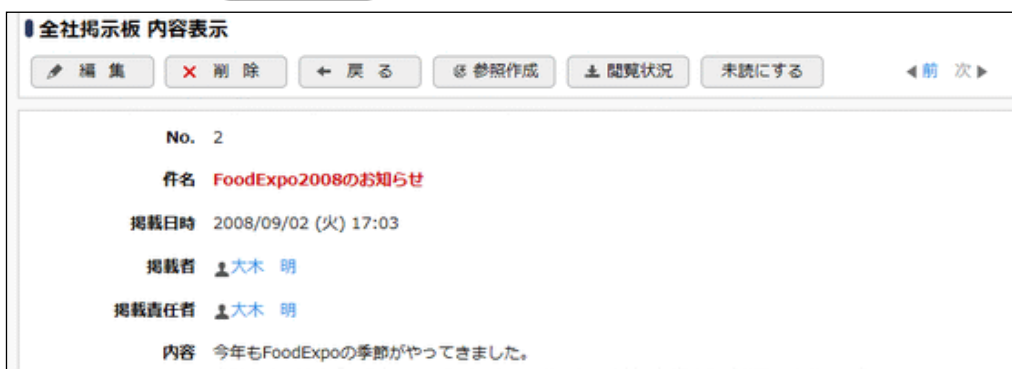 全社掲示板 内容表示
編 集 削 除 戻 る 参照作成 閲覧状況 未読にする 前 次
No. 2
件名 FoodExpo2008のお知らせ
掲載日時 2008/09/02 (火) 17:03
掲載者 大木 明
掲載責任者 大木 明
内容 今年もFoodExpoの季節がやってきました。